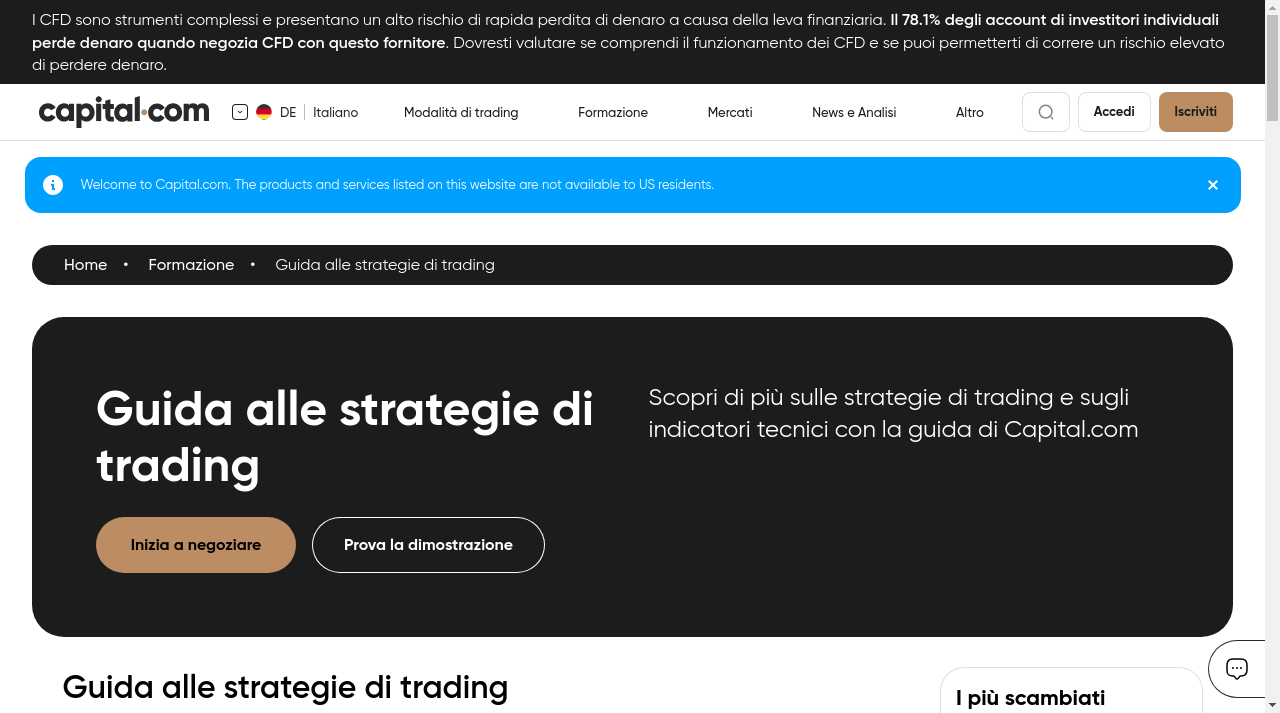 I CFD sono strumenti complessi e presentano un alto rischio di rapida perdita di denaro a causa della leva finanziaria. Il 78.1% degli account di investitori individuali
perde denaro quando negozia CFD con questo fornitore. Dovresti valutare se comprendi il funzionamento dei CFD e se puoi permetterti di correre un rischio elevato
di perdere denaro.
capital.com DE Italiano Modalità di trading Formazione Mercati News e Analisi Altro Accedi Iscriviti
Welcome to Capital.com. The products and services listed on this website are not available to US residents.
Home • Formazione • Guida alle strategie di trading
Guida alle strategie di
trading
Scopri di più sulle strategie di trading e sugli
indicatori tecnici con la guida di Capital.com
Inizia a negoziare Prova la dimostrazione
Guida alle strategie di trading
I più scambiati